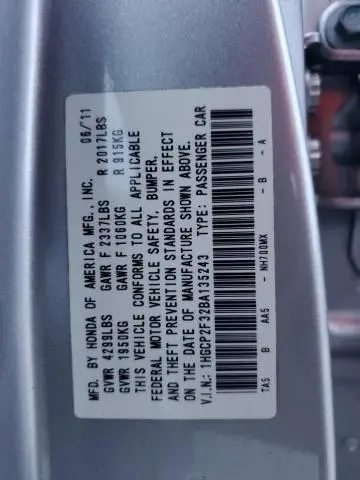 MFD. BY HONDA OF AMERICA MFG., INC. 06/'11
GVWR 4299LBS GAWR F 2337LBS R 2017LBS
GVWR 1950KG GAWR F 1060KG R 915KG
THIS VEHICLE CONFORMS TO ALL APPLICABLE
FEDERAL MOTOR VEHICLE SAFETY, BUMPER,
AND THEFT PREVENTION STANDARDS IN EFFECT
ON THE DATE OF MANUFACTURE SHOWN ABOVE.
V.I.N.: 1HGCP2F32BA135243 TYPE: PASSENGER CAR
TA5 B AA5 - NH700MX - B - A